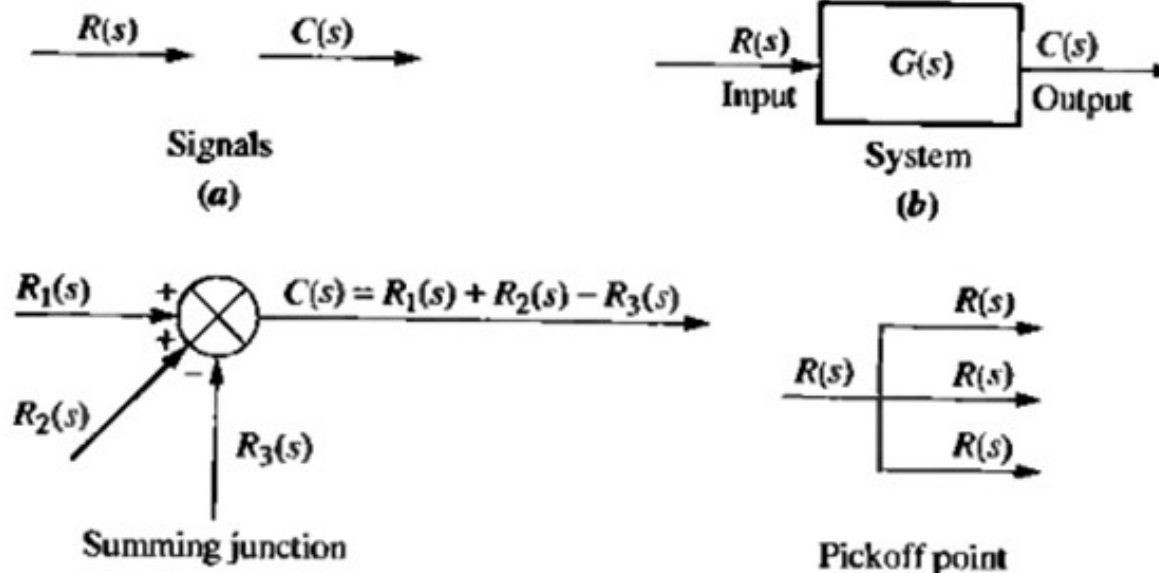 R(s)
C(s)
Signals
(a)
R(s)
Input
G(s)
C(s)
Output
System
(b)
R1(s)
+
+
−
R2(s)
R3(s)
C(s) = R1(s) + R2(s) − R3(s)
Summing junction
R(s)
R(s)
R(s)
R(s)
Pickoff point